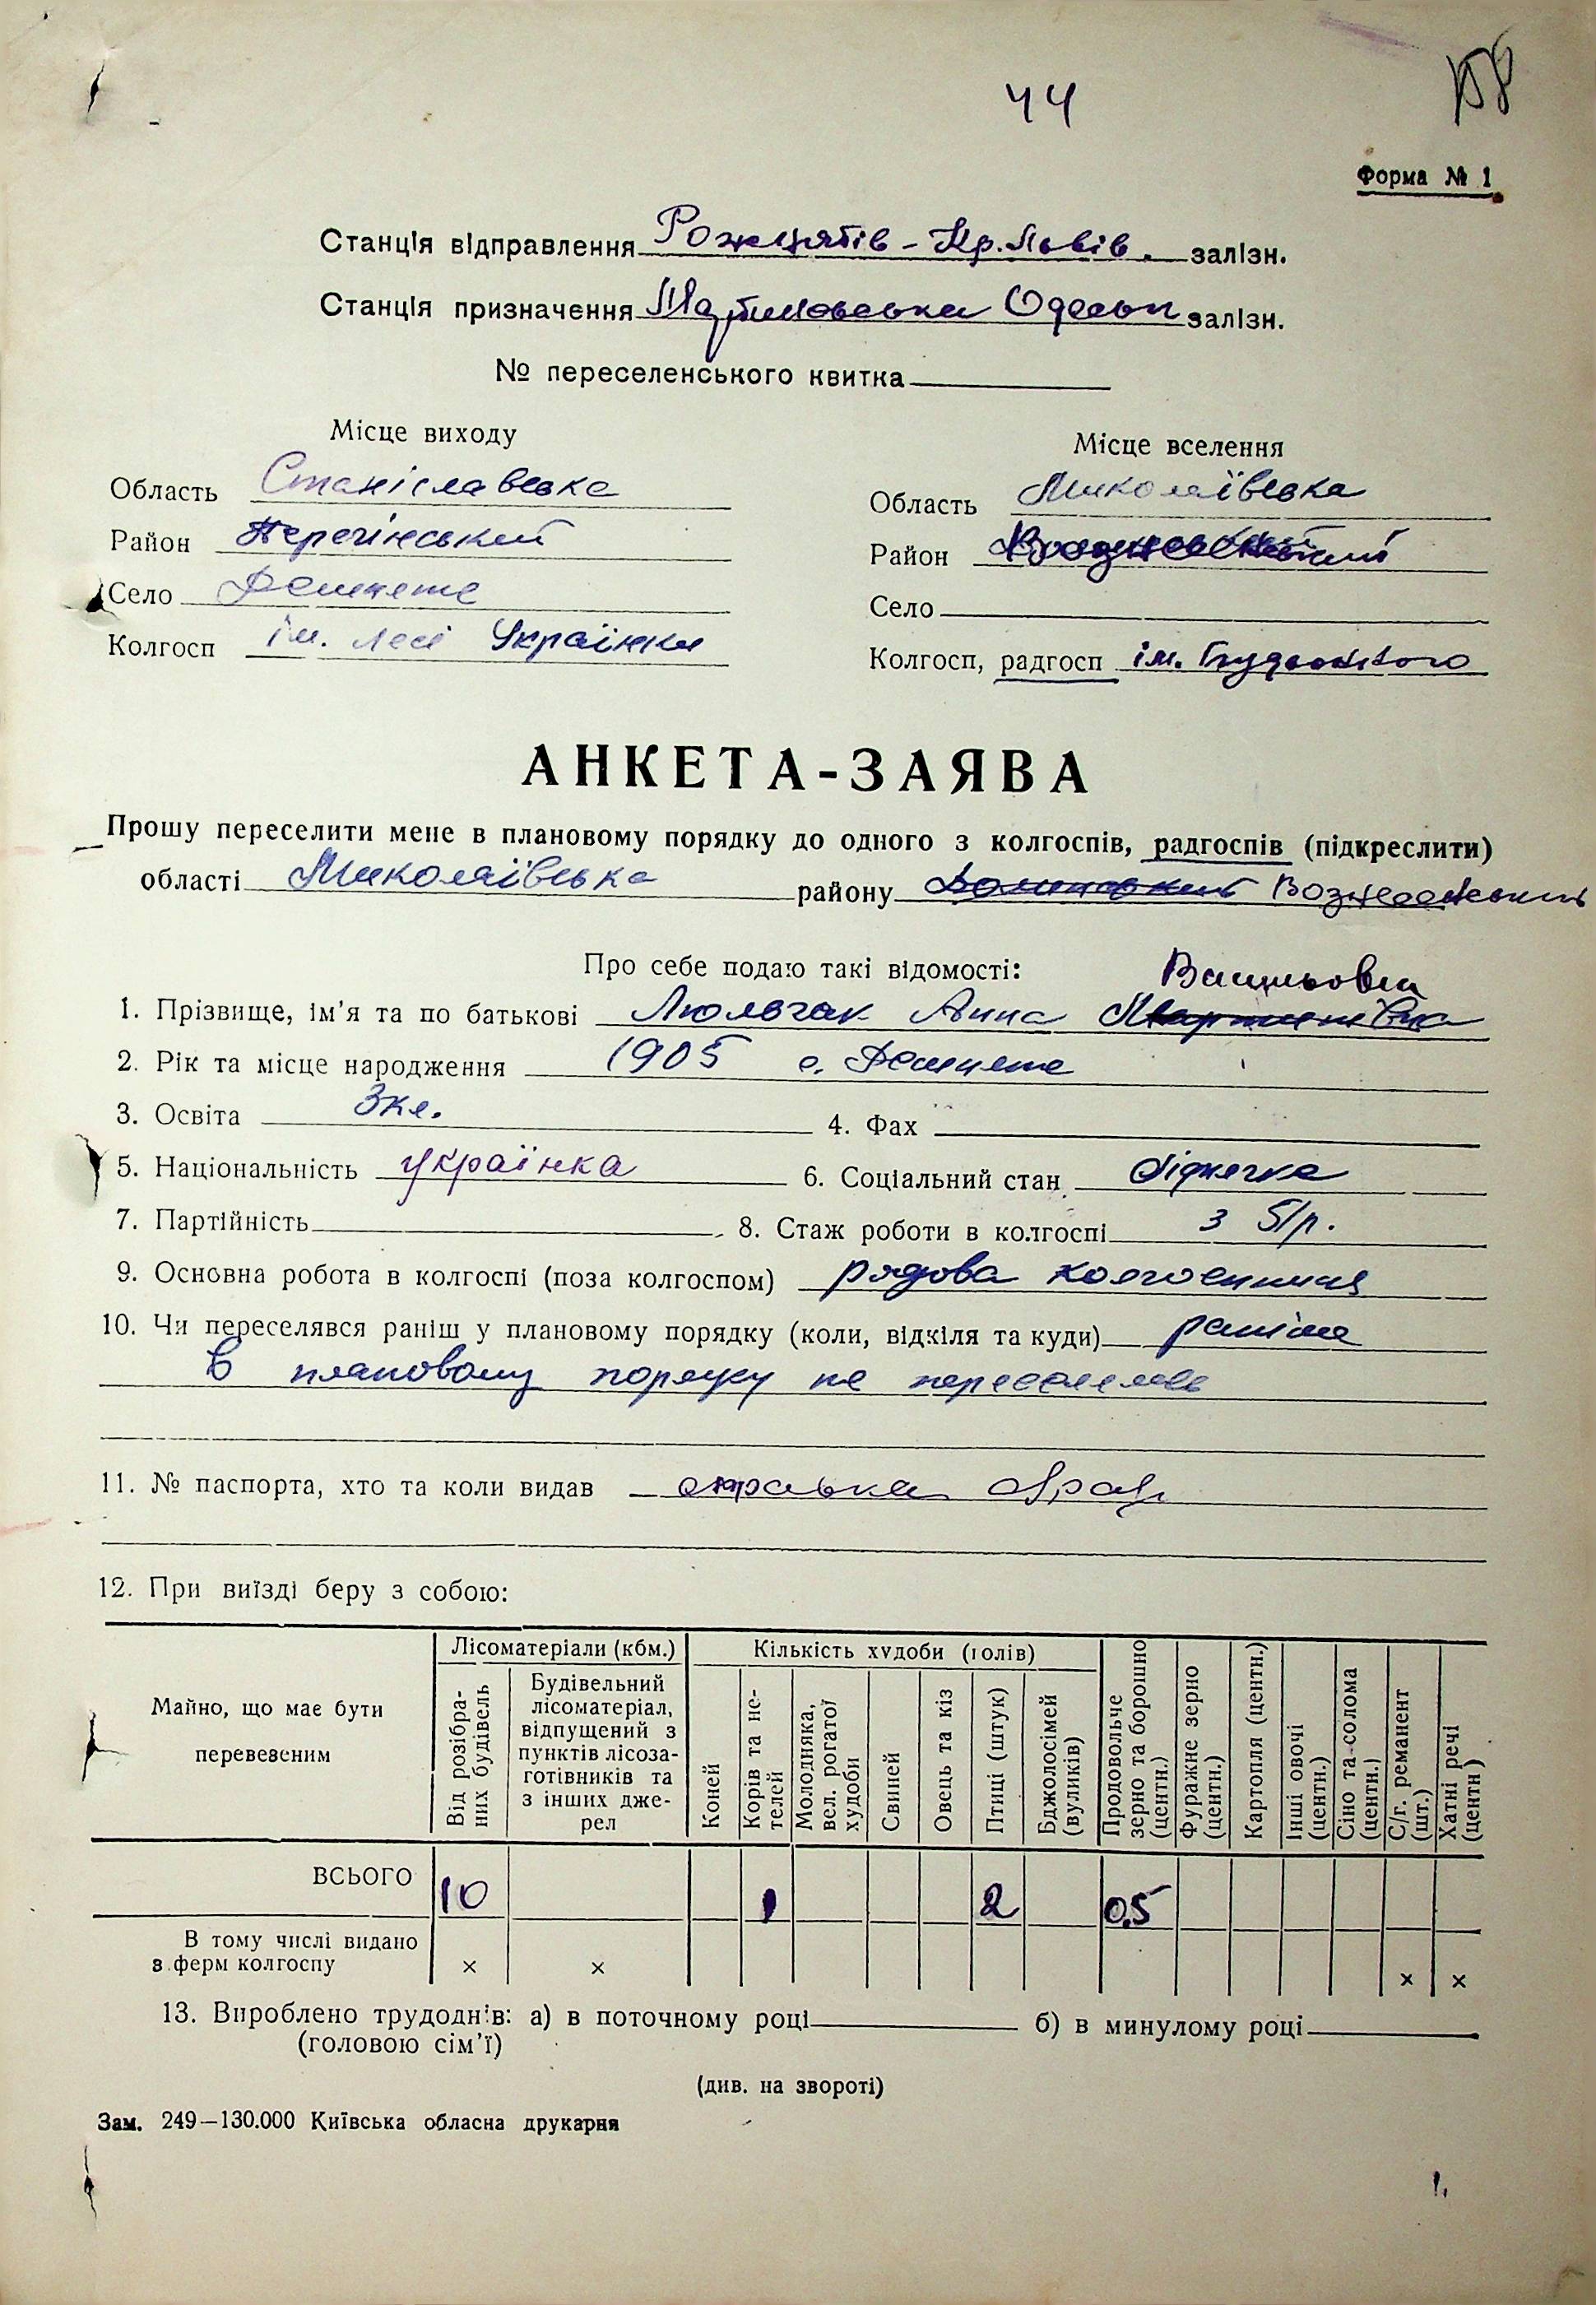 44
158
Форма № 1
Станція відправлення Рожнятів-Кр. Львів. залізн.
Станція призначення Мартиновська Одеськ залізн.
№ переселенського квитка
Місце виходу
Місце вселення
Область Станіславська
Область Миколаївська
Район Перегінський
Район Вознесенський
Село
Село
Колгосп ім. Лесі Українки
Колгосп, радгосп ім.
АНКЕТА-ЗАЯВА
Прошу переселити мене в плановому порядку до одного з колгоспів, радгоспів (підкреслити)
області Миколаївська району Вознесенський
Про себе подаю такі відомості:
Васильовна
1. Прізвище, ім’я та по батькові Люльчак Анна
2. Рік та місце народження 1905 с.
3. Освіта 3 кл. 4. Фах
5. Національність українка 6. Соціальний стан біднячка
7. Партійність 8. Стаж роботи в колгоспі з 51р.
9. Основна робота в колгоспі (поза колгоспом) рядова колгоспниця
10. Чи переселявся раніш у плановому порядку (коли, відкіля та куди) раніше
в плановому порядку не переселялась
11. № паспорта, хто та коли видав
12. При виїзді беру з собою:
Майно, що має бути перевезеним
Лісоматеріали (кбм.)
Кількість худоби (голів)
Від розібраних будівель
Будівельний лісоматеріал, відпущений з пунктів лісозаготівників та з інших джерел
Коней
Корів та нетелей
Молодняка, вел. рогатої худоби
Свиней
Овець та кіз
Птиці (штук)
Бджолосімей (вуликів)
Продовольче зерно та борошно (центн.)
Фуражне зерно (центн.)
Картопля (центн.)
Інші овочі (центн.)
Сіно та солома (центн.)
С/г. реманент (шт.)
Хатні речі (центн)
ВСЬОГО 10 1 2 0.5
В тому числі видано
з ферм колгоспу × × × ×
13. Вироблено трудоднів: а) в поточному році б) в минулому році
(головою сім’ї)
(див. на звороті)
Зам. 249—130.000 Київська обласна друкарня